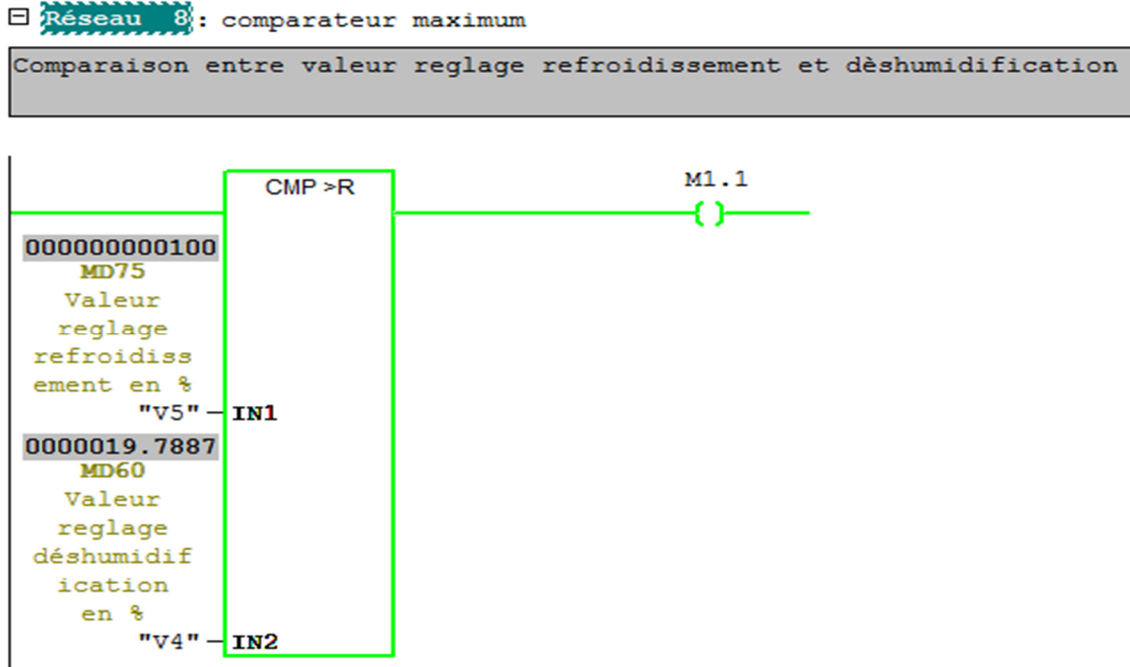 Réseau 8: comparateur maximum
Comparaison entre valeur reglage refroidissement et dèshumidification
CMP >R
M1.1
000000000100
MD75
Valeur
reglage
refroidiss
ement en %
"V5"
IN1
0000019.7887
MD60
Valeur
reglage
déshumidif
ication
en %
"V4"
IN2